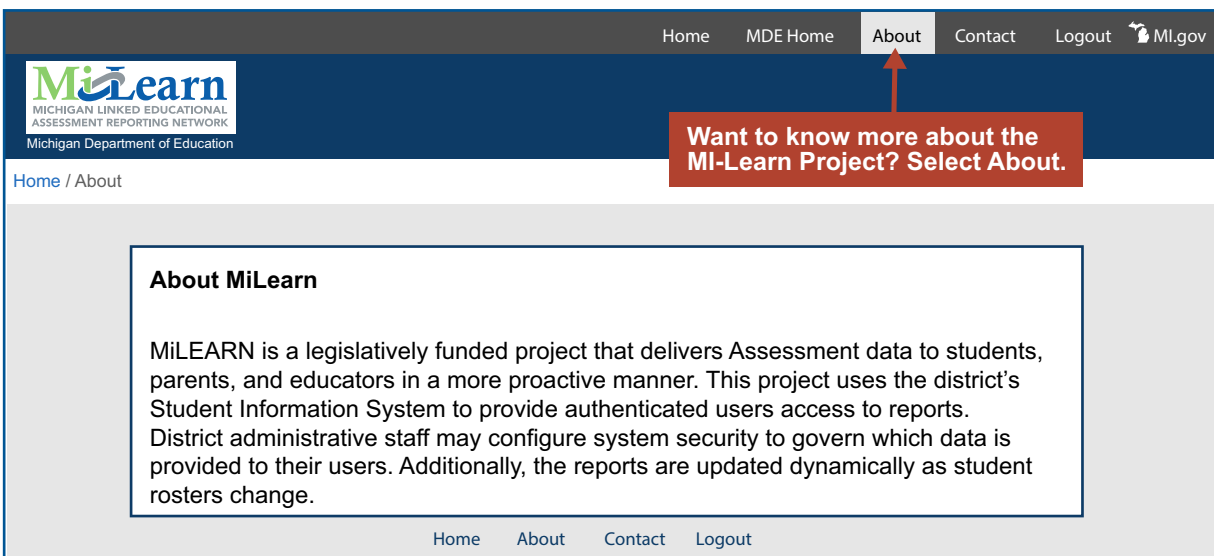 Home MDE Home About Contact Logout MI.gov
MiLearn
MICHIGAN LINKED EDUCATIONAL
ASSESSMENT REPORTING NETWORK
Michigan Department of Education
Want to know more about the
MI-Learn Project? Select About.
Home / About
About MiLearn
MiLEARN is a legislatively funded project that delivers Assessment data to students,
parents, and educators in a more proactive manner. This project uses the district’s
Student Information System to provide authenticated users access to reports.
District administrative staff may configure system security to govern which data is
provided to their users. Additionally, the reports are updated dynamically as student
rosters change.
Home About Contact Logout